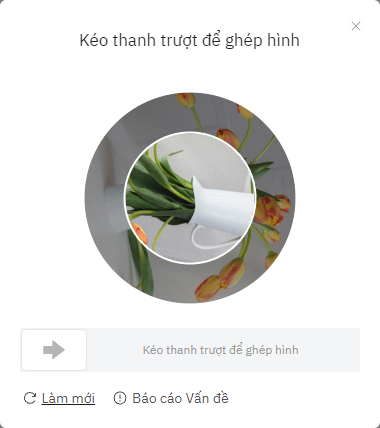 Kéo thanh trượt để ghép hình
Kéo thanh trượt để ghép hình
Làm mới
Báo cáo Vấn đề